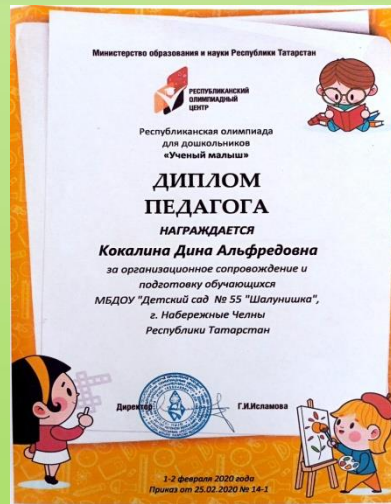 Министерство образования и науки Республики Татарстан
РЕСПУБЛИКАНСКИЙ
ОЛИМПИАДНЫЙ
ЦЕНТР
Республиканская олимпиада
для дошкольников
«Ученый малыш»
ДИПЛОМ
ПЕДАГОГА
НАГРАЖДАЕТСЯ
Кокалина Дина Альфредовна
за организационное сопровождение и
подготовку обучающихся
МБДОУ "Детский сад № 55 "Шалунишка",
г. Набережные Челны
Республики Татарстан
Директор Г.И.Исламова
1-2 февраля 2020 года
Приказ от 25.02.2020 № 14-1